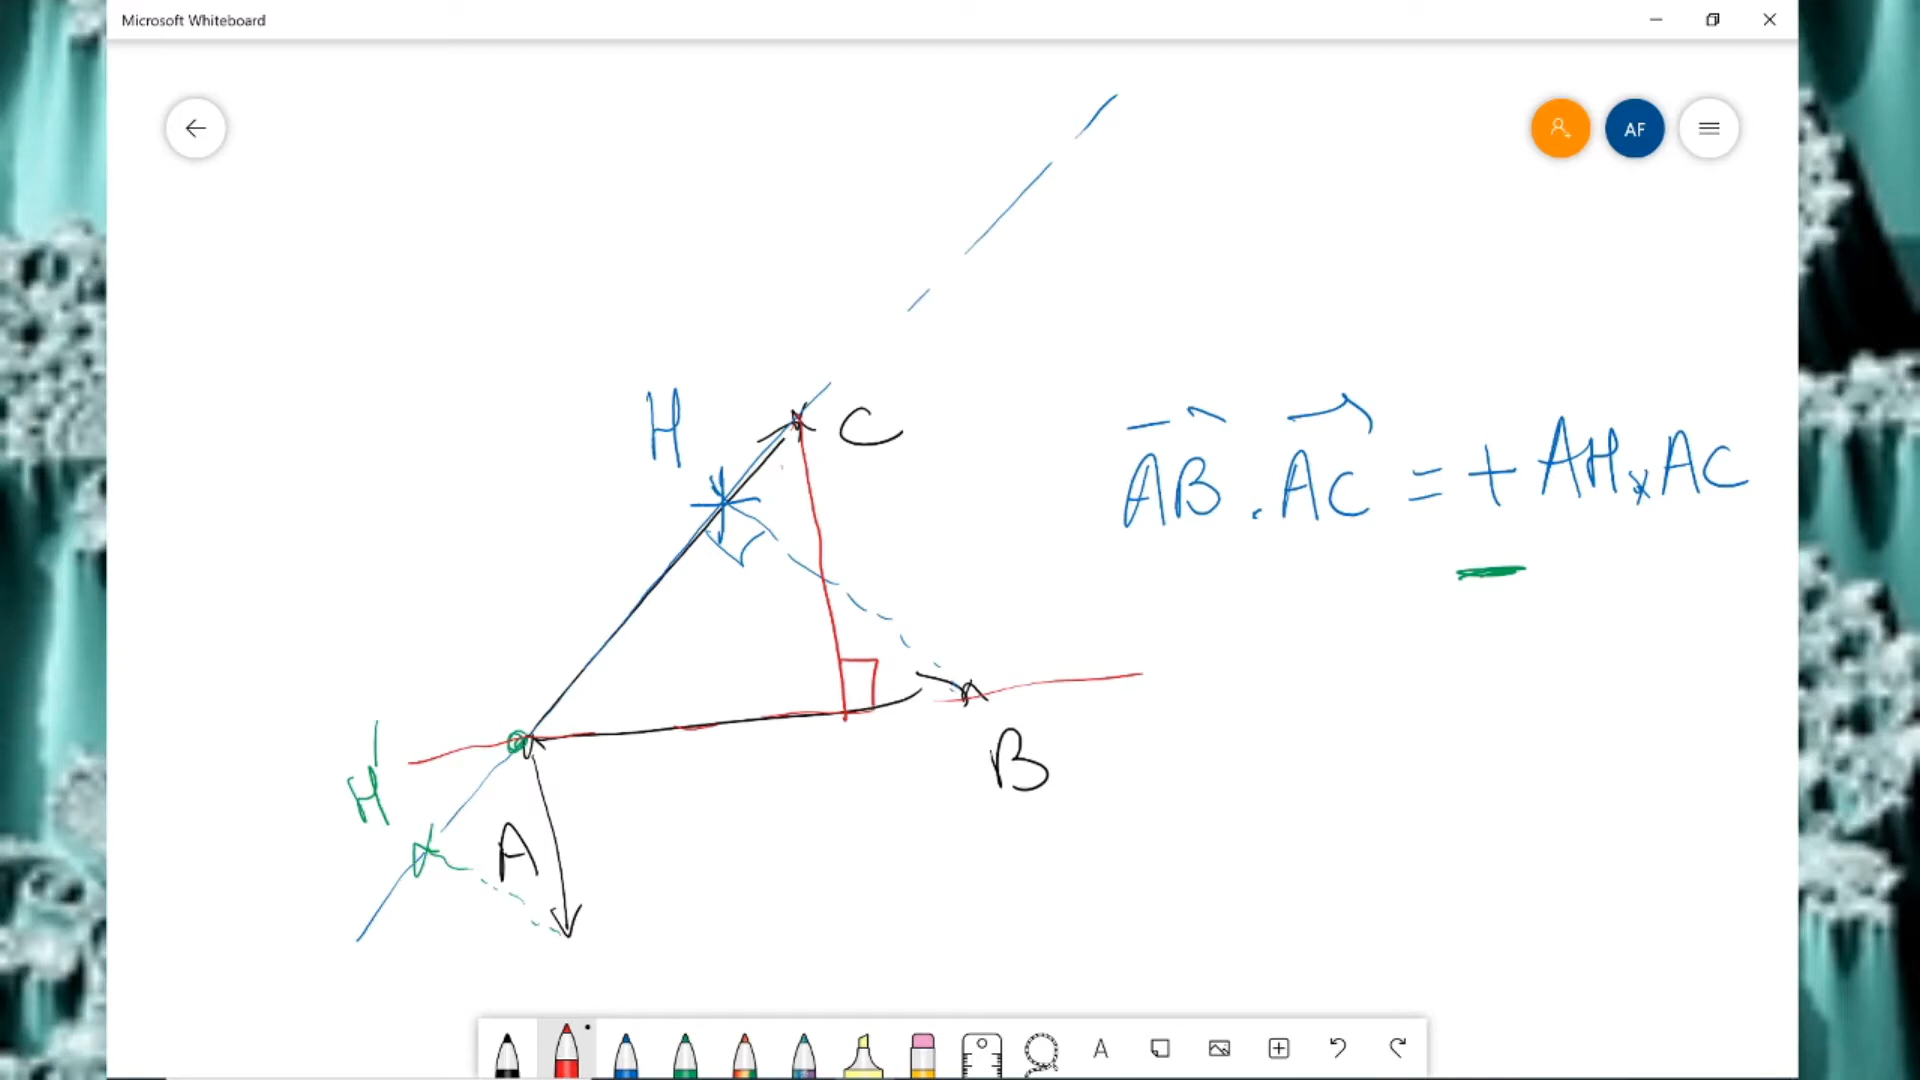 Microsoft Whiteboard
AF
H
C
AB . AC = + AH x AC
B
H'
A
A